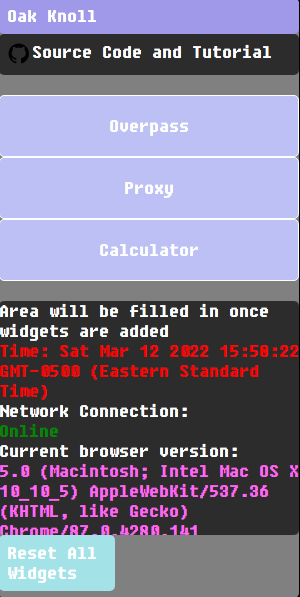 Oak Knoll
Source Code and Tutorial
Overpass
Proxy
Calculator
Area will be filled in once
widgets are added
Time: Sat Mar 12 2022 15:58:22
GMT-0500 (Eastern Standard
Time)
Network Connection:
Online
Current browser version:
5.0 (Macintosh; Intel Mac OS X
10_10_5) AppleWebKit/537.36
(KHTML, like Gecko)
Chrome/87.0.4280.141
Reset All
Widgets